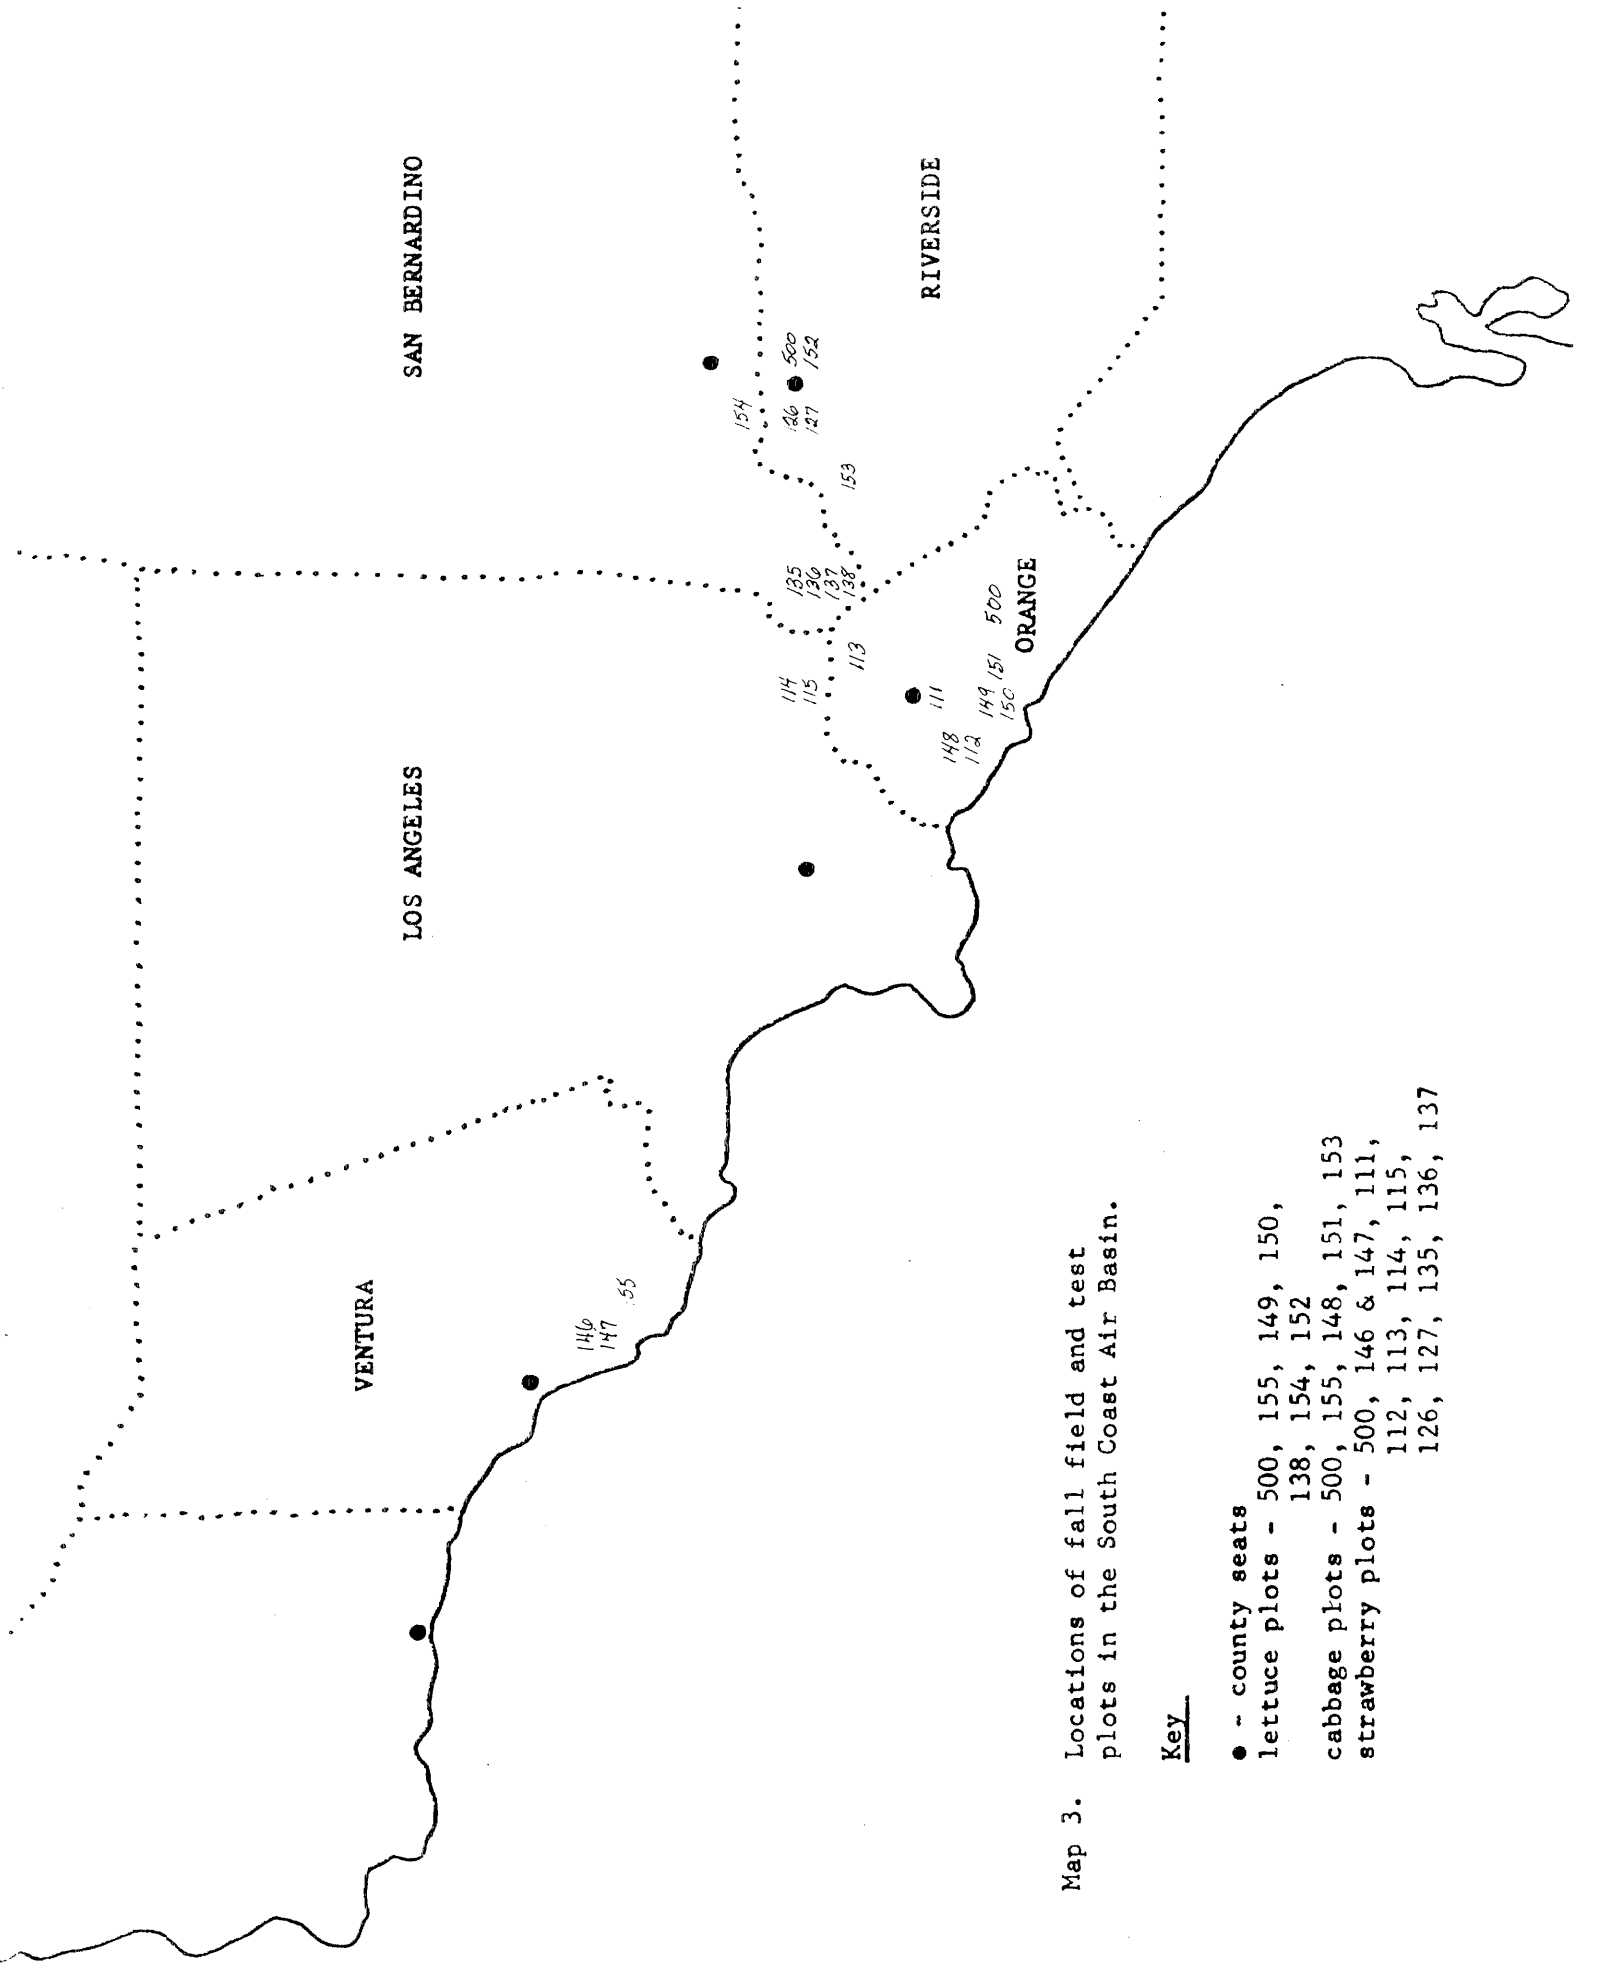 SAN BERNARDINO
LOS ANGELES
VENTURA
RIVERSIDE
ORANGE
154
126
127
500
152
153
135
136
137
138
114
115
113
111
148
112
149
150
151
500
146
147
55
Map 3. Locations of fall field and test
plots in the South Coast Air Basin.
Key
● - county seats
lettuce plots - 500, 155, 149, 150,
138, 154, 152
cabbage plots - 500, 155, 148, 151, 153
strawberry plots - 500, 146 & 147, 111,
112, 113, 114, 115,
126, 127, 135, 136, 137